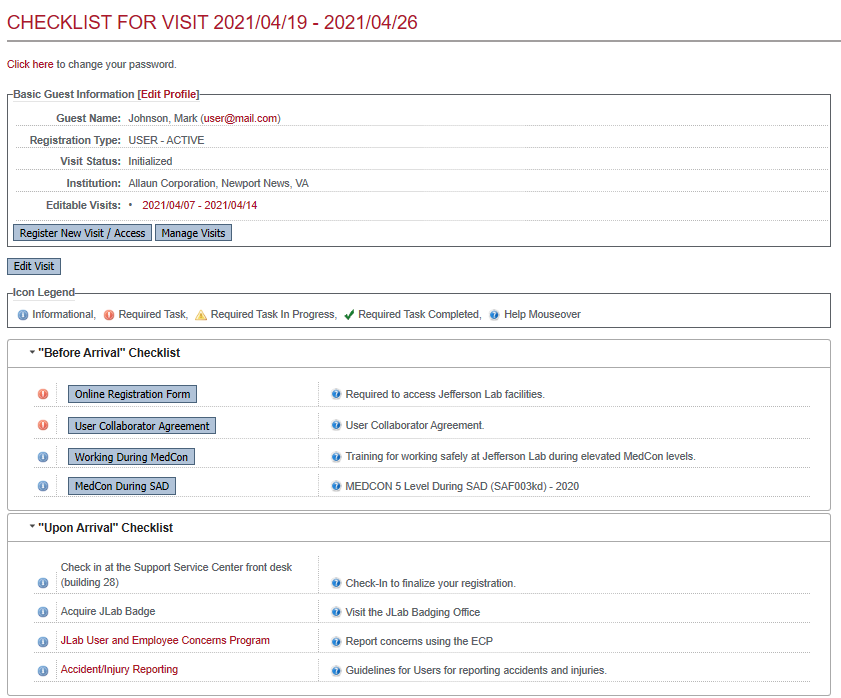 CHECKLIST FOR VISIT 2021/04/19 - 2021/04/26
Click here to change your password.
Basic Guest Information [Edit Profile]
Guest Name: Johnson, Mark (user@mail.com)
Registration Type: USER - ACTIVE
Visit Status: Initialized
Institution: Allaun Corporation, Newport News, VA
Editable Visits: • 2021/04/07 - 2021/04/14
Register New Visit / Access Manage Visits
Edit Visit
Icon Legend
Informational, Required Task, Required Task In Progress, Required Task Completed, Help Mouseover
"Before Arrival" Checklist
Online Registration Form Required to access Jefferson Lab facilities.
User Collaborator Agreement User Collaborator Agreement.
Working During MedCon Training for working safely at Jefferson Lab during elevated MedCon levels.
MedCon During SAD MEDCON 5 Level During SAD (SAF003kd) - 2020
"Upon Arrival" Checklist
Check in at the Support Service Center front desk
(building 28) Check-In to finalize your registration.
Acquire JLab Badge Visit the JLab Badging Office
JLab User and Employee Concerns Program Report concerns using the ECP
Accident/Injury Reporting Guidelines for Users for reporting accidents and injuries.